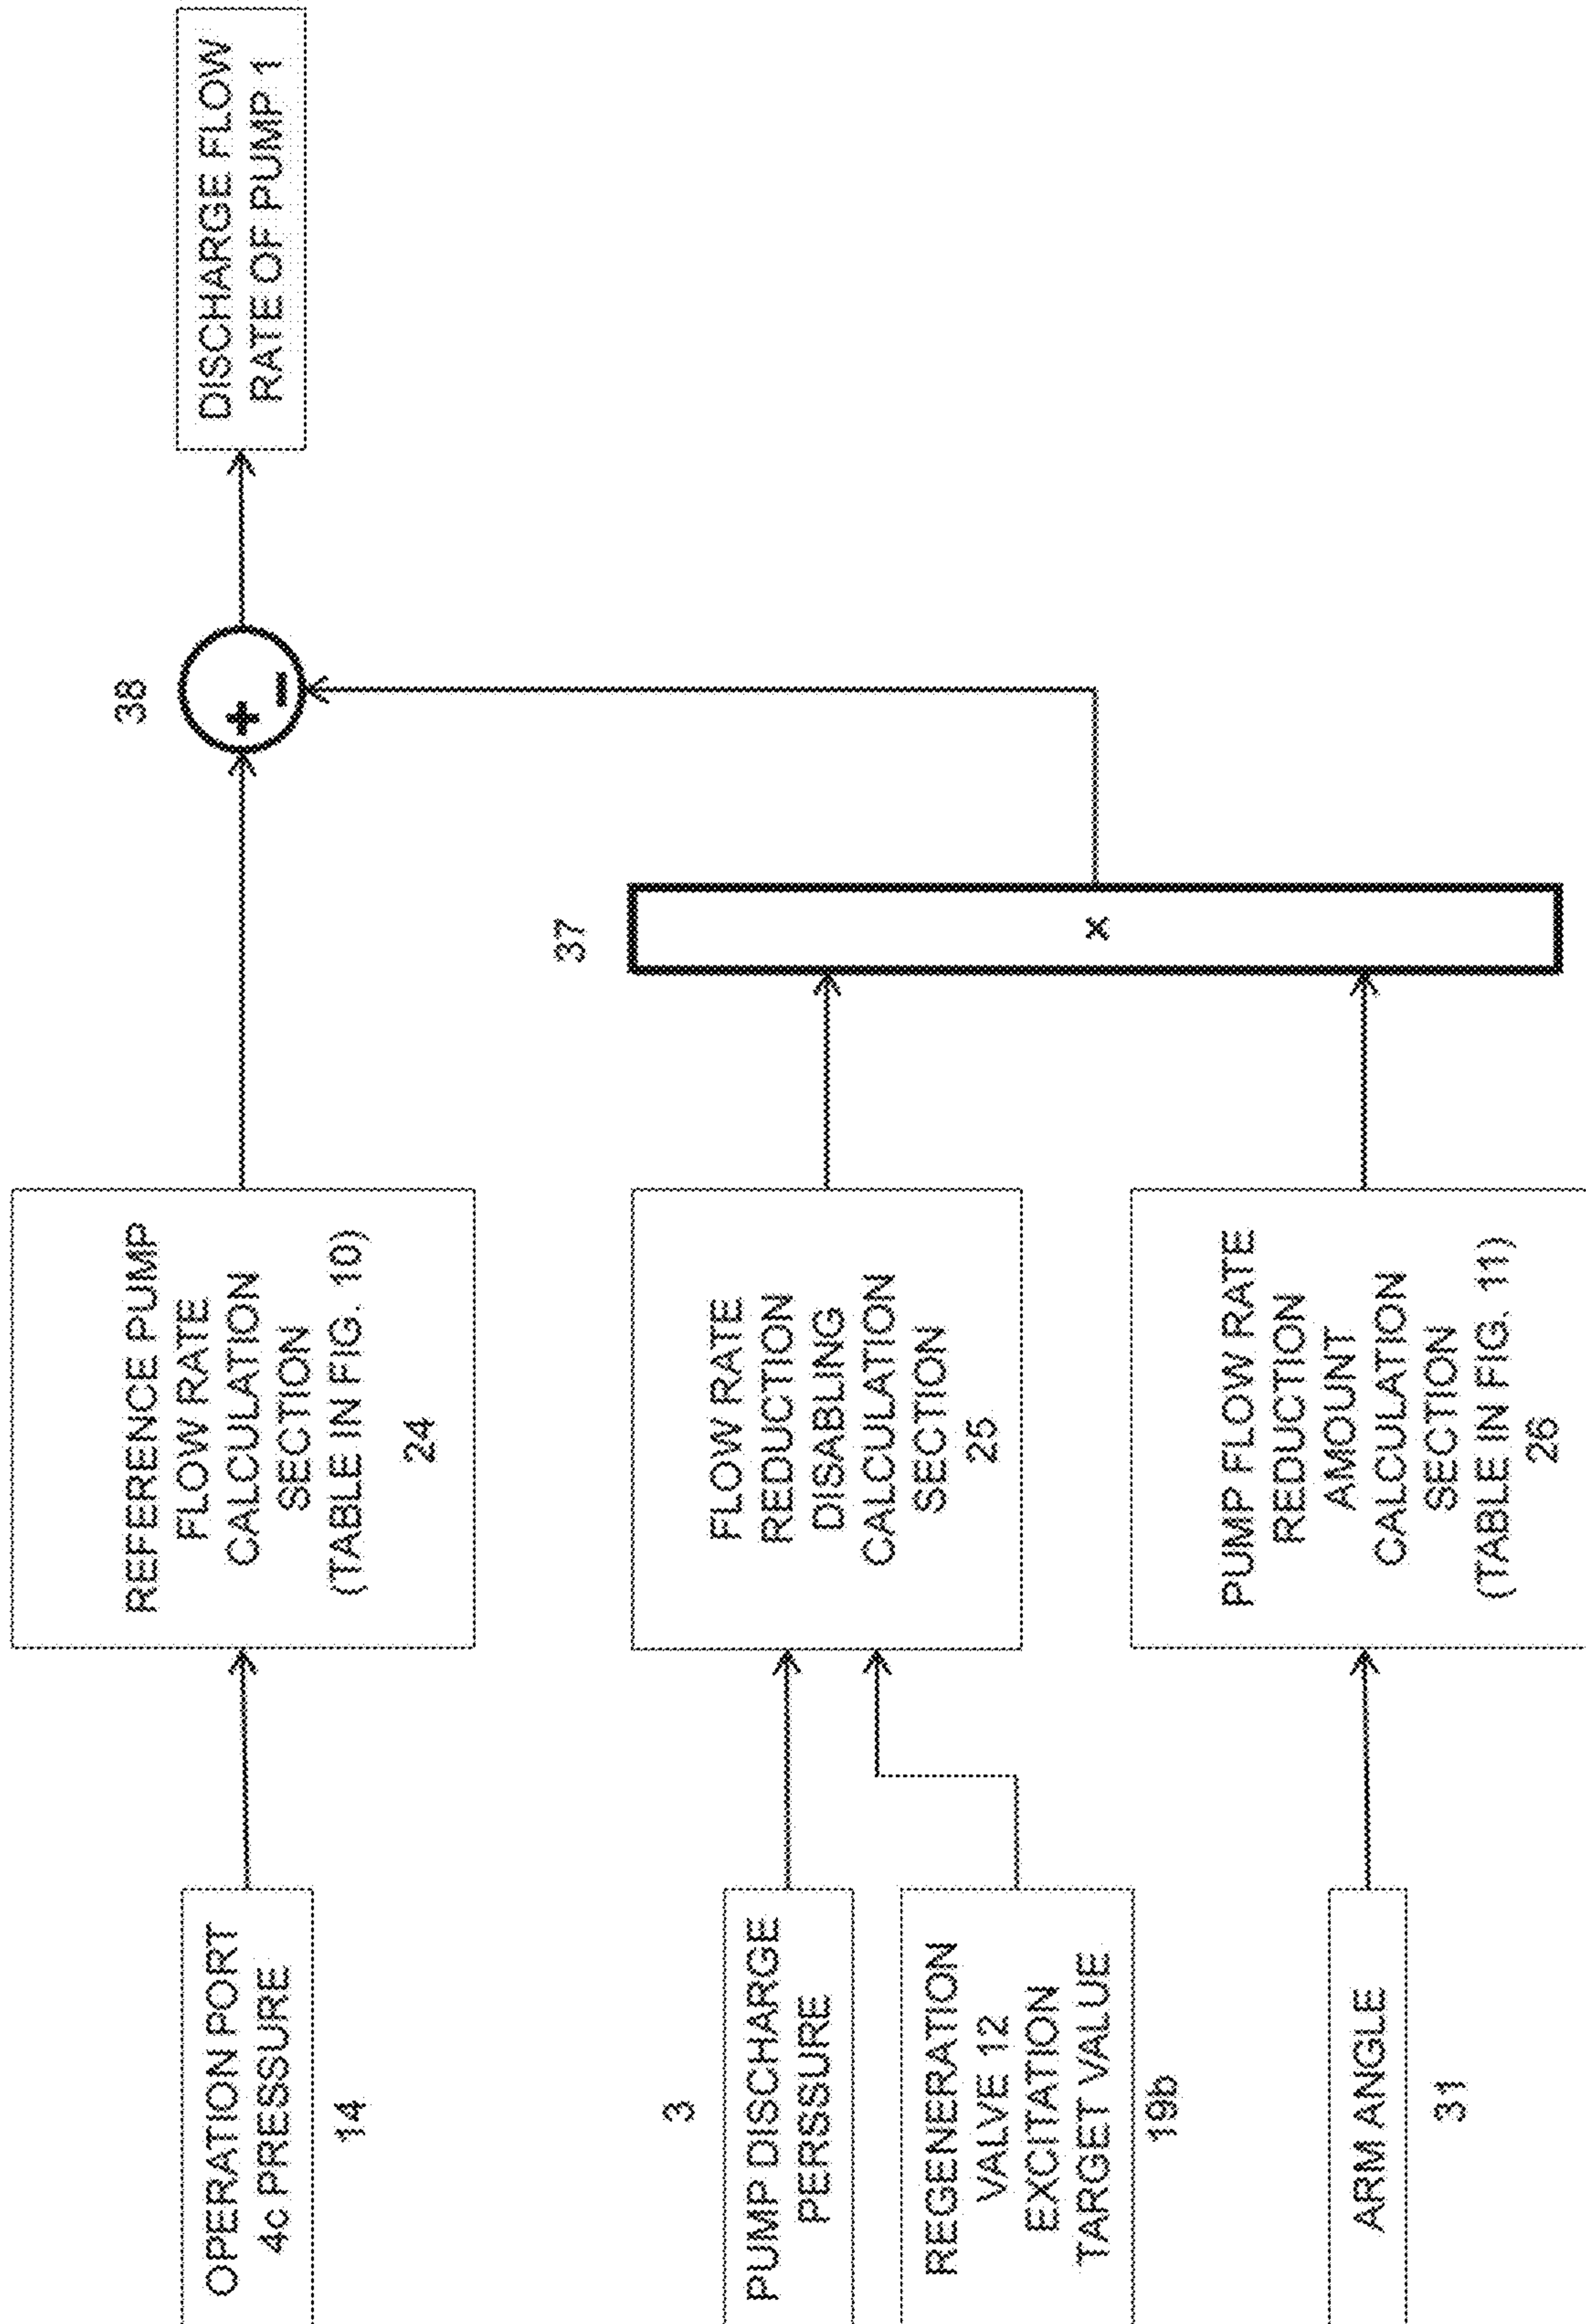 OPERATION PORT
4c PRESSURE
14
REFERENCE PUMP
FLOW RATE
CALCULATION
SECTION
(TABLE IN FIG. 10)
24
38
+
-
DISCHARGE FLOW
RATE OF PUMP 1
3
PUMP DISCHARGE
PERSSURE
REGENERATION
VALVE 12
EXCITATION
TARGET VALUE
19b
FLOW RATE
REDUCTION
DISABLING
CALCULATION
SECTION
25
37
x
ARM ANGLE
31
PUMP FLOW RATE
REDUCTION
AMOUNT
CALCULATION
SECTION
(TABLE IN FIG. 11)
26